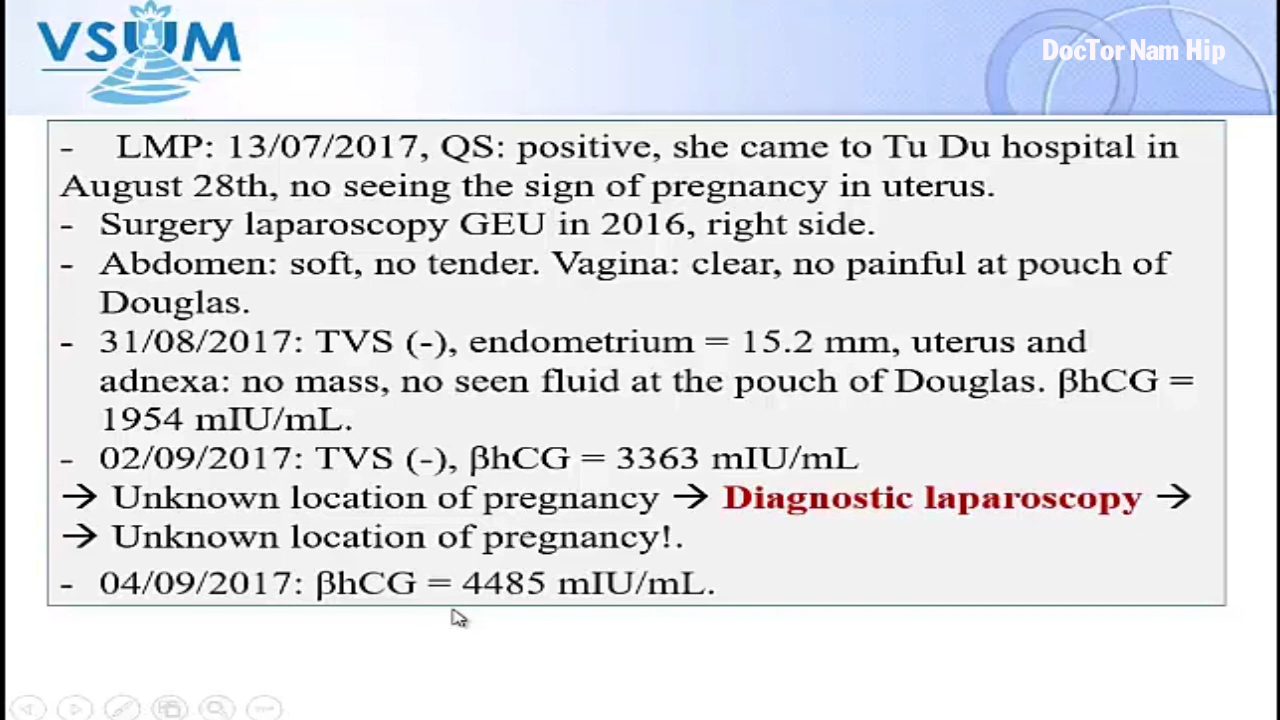 VSUM
DocTor Nam Hip
- LMP: 13/07/2017, QS: positive, she came to Tu Du hospital in
August 28th, no seeing the sign of pregnancy in uterus.
- Surgery laparoscopy GEU in 2016, right side.
- Abdomen: soft, no tender. Vagina: clear, no painful at pouch of
Douglas.
- 31/08/2017: TVS (-), endometrium = 15.2 mm, uterus and
adnexa: no mass, no seen fluid at the pouch of Douglas. βhCG =
1954 mIU/mL.
- 02/09/2017: TVS (-), βhCG = 3363 mIU/mL
→ Unknown location of pregnancy → Diagnostic laparoscopy →
→ Unknown location of pregnancy!.
- 04/09/2017: βhCG = 4485 mIU/mL.